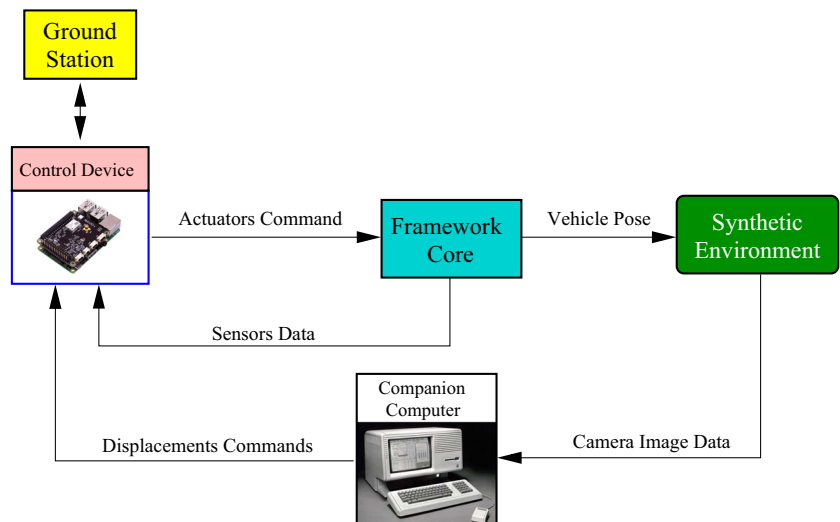 Ground
Station
Control Device
Actuators Command
Framework
Core
Vehicle Pose
Synthetic
Environment
Sensors Data
Companion
Computer
Displacements Commands
Camera Image Data